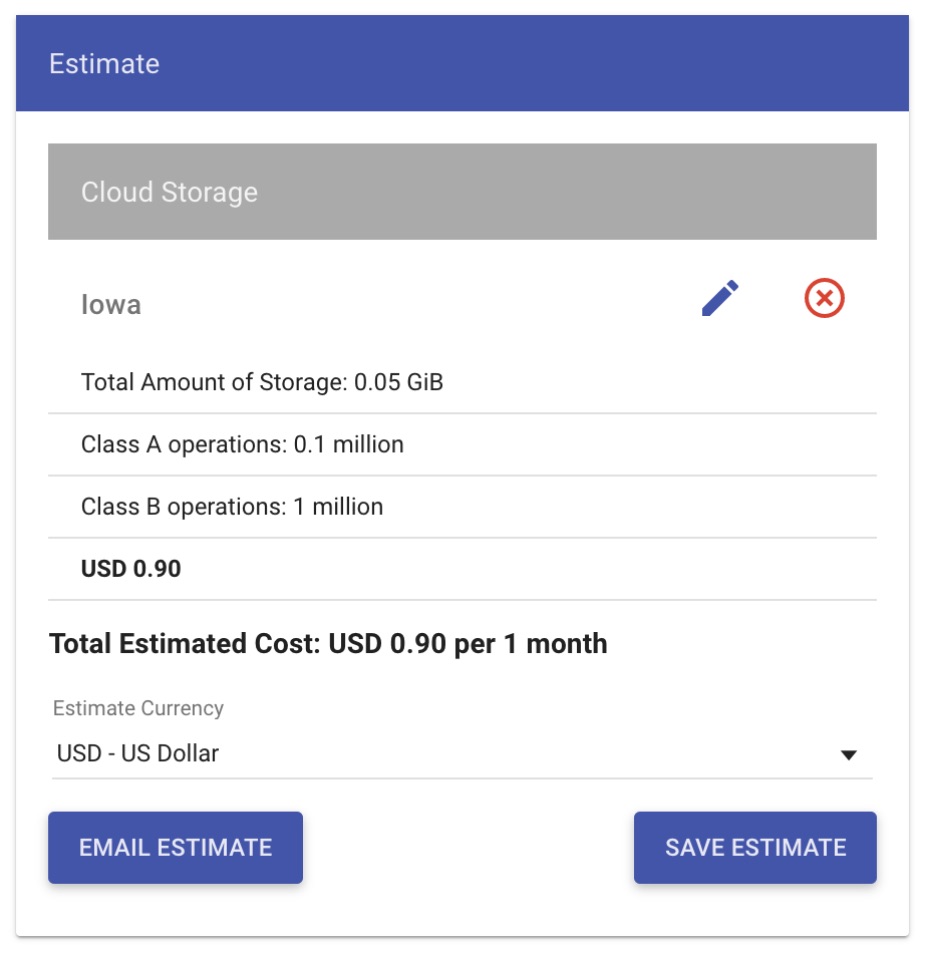 Estimate
Cloud Storage
Iowa
Total Amount of Storage: 0.05 GiB
Class A operations: 0.1 million
Class B operations: 1 million
USD 0.90
Total Estimated Cost: USD 0.90 per 1 month
Estimate Currency
USD - US Dollar
EMAIL ESTIMATE
SAVE ESTIMATE